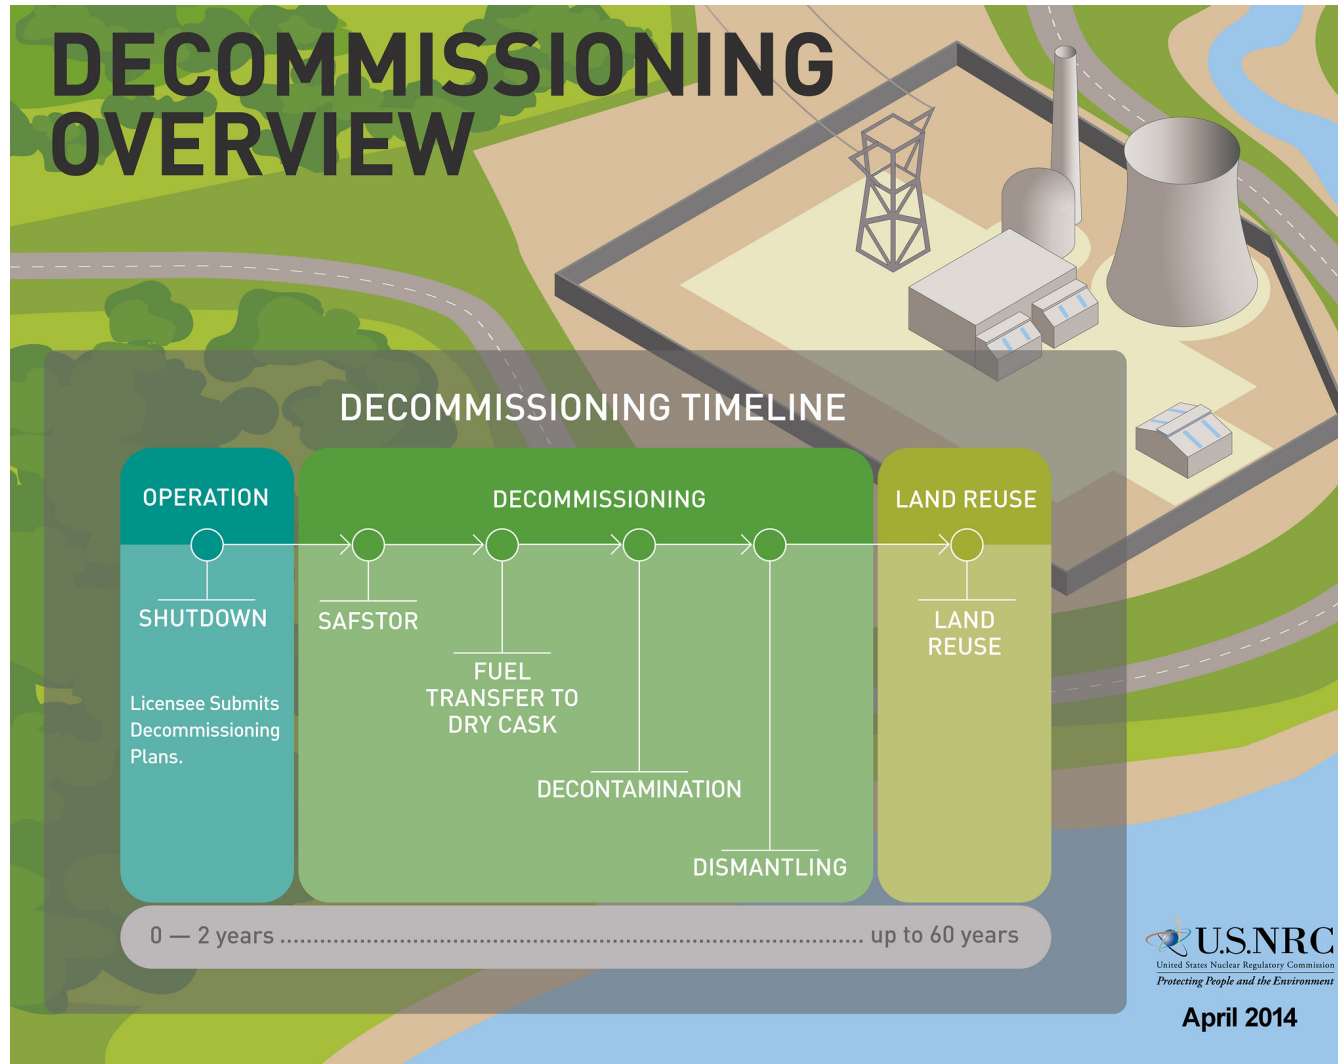 DECOMMISSIONING
OVERVIEW
DECOMMISSIONING TIMELINE
OPERATION
DECOMMISSIONING
LAND REUSE
SHUTDOWN
Licensee Submits
Decommissioning
Plans.
SAFSTOR
FUEL
TRANSFER TO
DRY CASK
DECONTAMINATION
DISMANTLING
LAND
REUSE
0 — 2 years ........................................................................................ up to 60 years
U.S.NRC
United States Nuclear Regulatory Commission
Protecting People and the Environment
April 2014